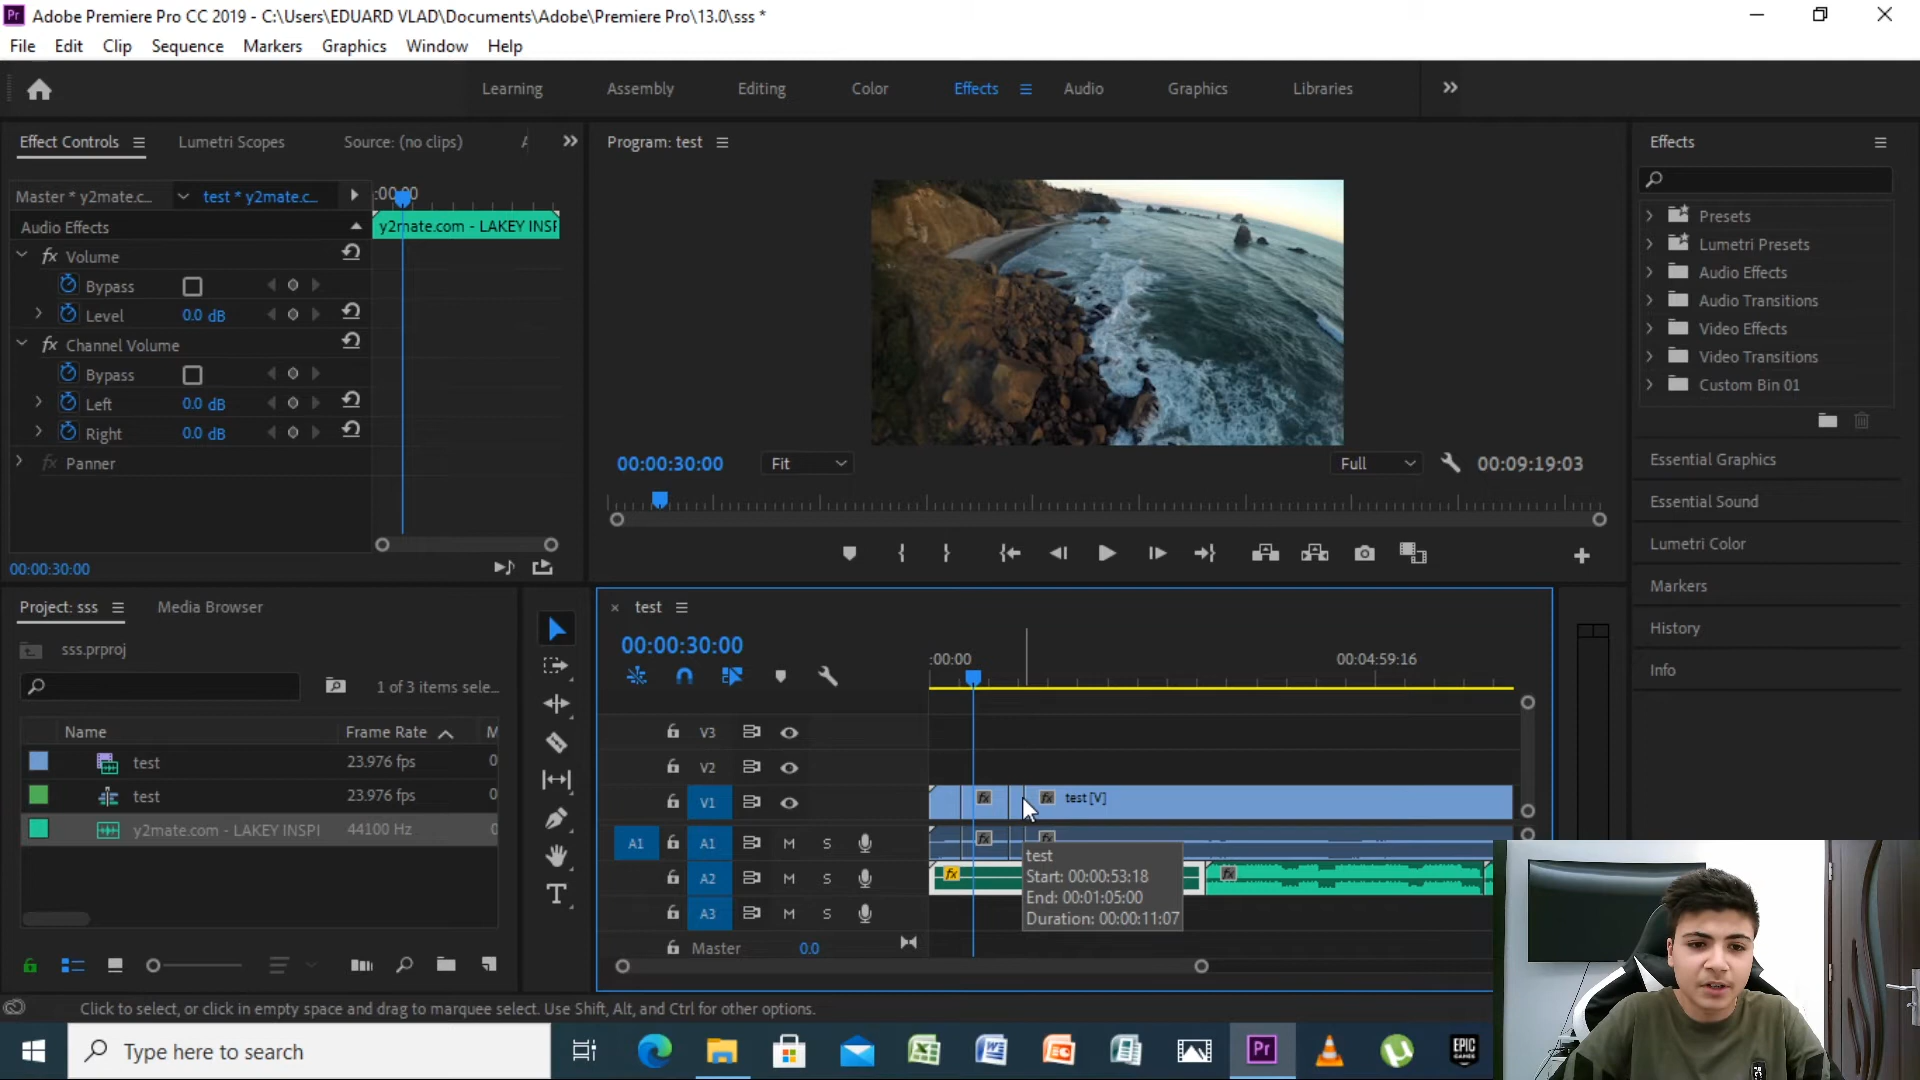 Pr Adobe Premiere Pro CC 2019 - C:\Users\EDUARD VLAD\Documents\Adobe\Premiere Pro\13.0\sss *
File Edit Clip Sequence Markers Graphics Window Help
Learning Assembly Editing Color Effects Audio Graphics Libraries
Effect Controls Lumetri Scopes Source: (no clips)
Master * y2mate.c... test * y2mate.c... :00:00
Audio Effects y2mate.com - LAKEY INSP
fx Volume
Bypass
Level 0.0 dB
fx Channel Volume
Bypass
Left 0.0 dB
Right 0.0 dB
fx Panner
00:00:30:00
Program: test
00:00:30:00 Fit Full 00:09:19:03
Effects
Presets
Lumetri Presets
Audio Effects
Audio Transitions
Video Effects
Video Transitions
Custom Bin 01
Essential Graphics
Essential Sound
Lumetri Color
Markers
History
Info
Project: sss Media Browser
sss.prproj
1 of 3 items sele...
Name Frame Rate M
test 23.976 fps 0
test 23.976 fps 0
y2mate.com - LAKEY INSPI 44100 Hz 0
test
00:00:30:00
:00:00 00:04:59:16
V3
V2
V1 fx fx test [V]
A1 A1 M S fx fx
A2 M S fx fx
A3 M S
Master 0.0
test
Start: 00:00:53:18
End: 00:01:05:00
Duration: 00:00:11:07
Click to select, or click in empty space and drag to marquee select. Use Shift, Alt, and Ctrl for other options.
Type here to search
Pr
EPIC
GAMES